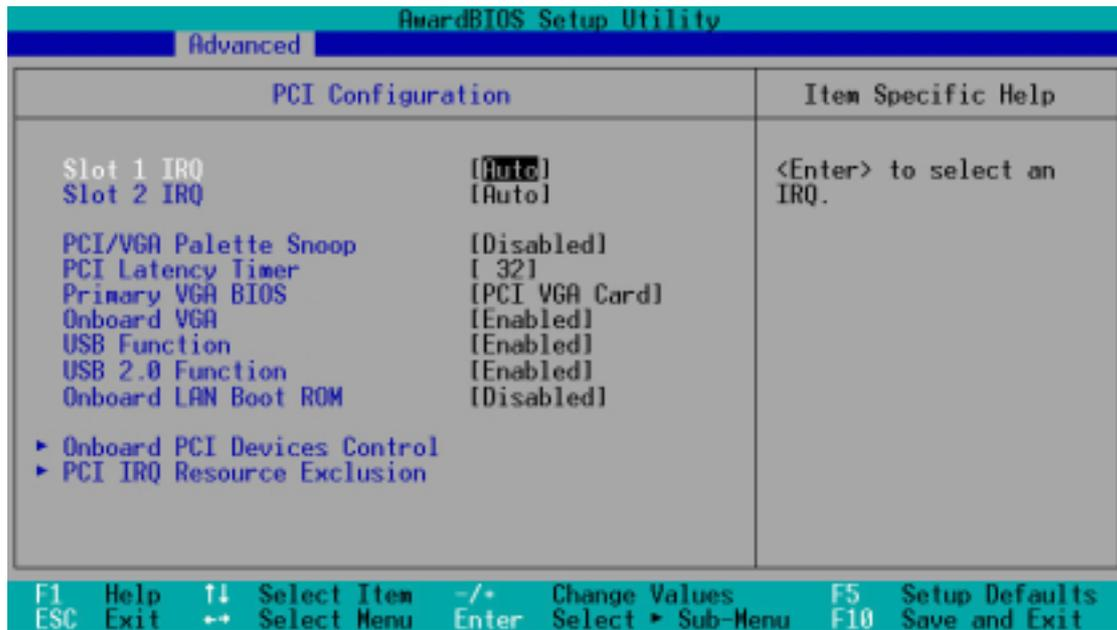 AwardBIOS Setup Utility
Advanced
PCI Configuration
Item Specific Help
Slot 1 IRQ [Auto]
Slot 2 IRQ [Auto]
<Enter> to select an
IRQ.
PCI/VGA Palette Snoop [Disabled]
PCI Latency Timer [ 32]
Primary VGA BIOS [PCI VGA Card]
Onboard VGA [Enabled]
USB Function [Enabled]
USB 2.0 Function [Enabled]
Onboard LAN Boot ROM [Disabled]
► Onboard PCI Devices Control
► PCI IRQ Resource Exclusion
F1 Help ↑↓ Select Item -/+ Change Values F5 Setup Defaults
ESC Exit ←→ Select Menu Enter Select ► Sub-Menu F10 Save and Exit